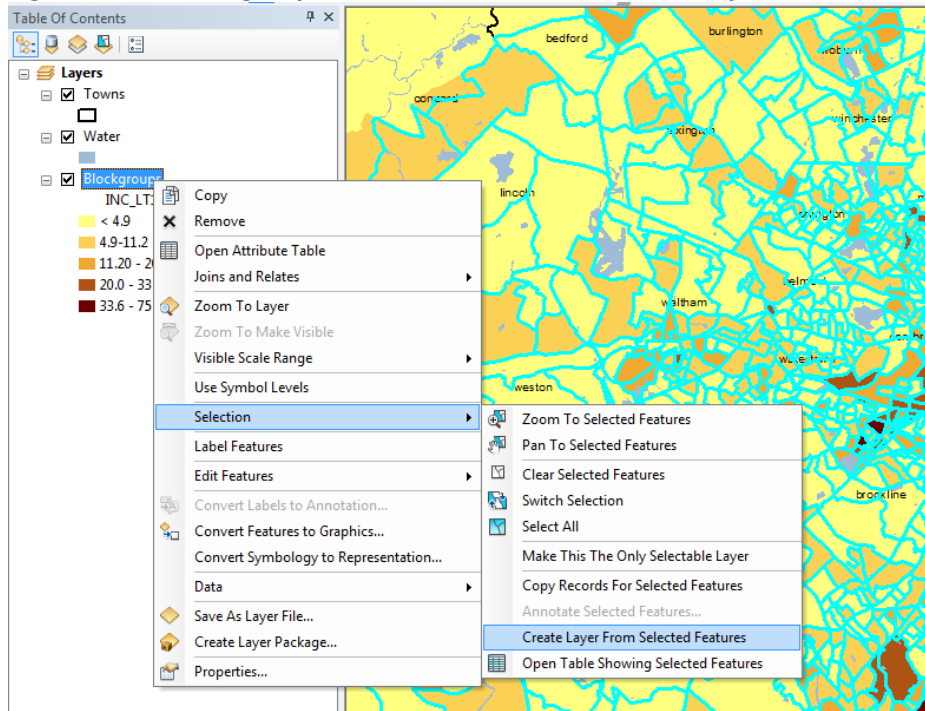 Table Of Contents
Layers
Towns
Water
Blockgroups
INC_LT1
< 4.9
4.9-11.2
11.20 - 20
20.0 - 33
33.6 - 75
Copy
Remove
Open Attribute Table
Joins and Relates
Zoom To Layer
Zoom To Make Visible
Visible Scale Range
Use Symbol Levels
Selection
Label Features
Edit Features
Convert Labels to Annotation...
Convert Features to Graphics...
Convert Symbology to Representation...
Data
Save As Layer File...
Create Layer Package...
Properties...
Zoom To Selected Features
Pan To Selected Features
Clear Selected Features
Switch Selection
Select All
Make This The Only Selectable Layer
Copy Records For Selected Features
Annotate Selected Features...
Create Layer From Selected Features
Open Table Showing Selected Features
bedford
burlington
woburn
concord
winchester
lexington
lincoln
arlington
belmont
waltham
watertown
weston
brookline